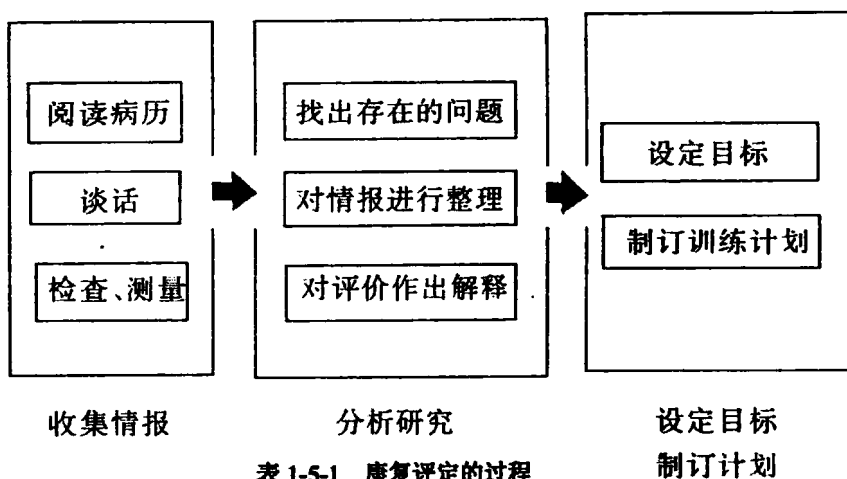 阅读病历
谈话
检查、测量
找出存在的问题
对情报进行整理
对评价作出解释
设定目标
制订训练计划
收集情报
分析研究
设定目标
制订计划
表 1-5-1 康复评定的过程